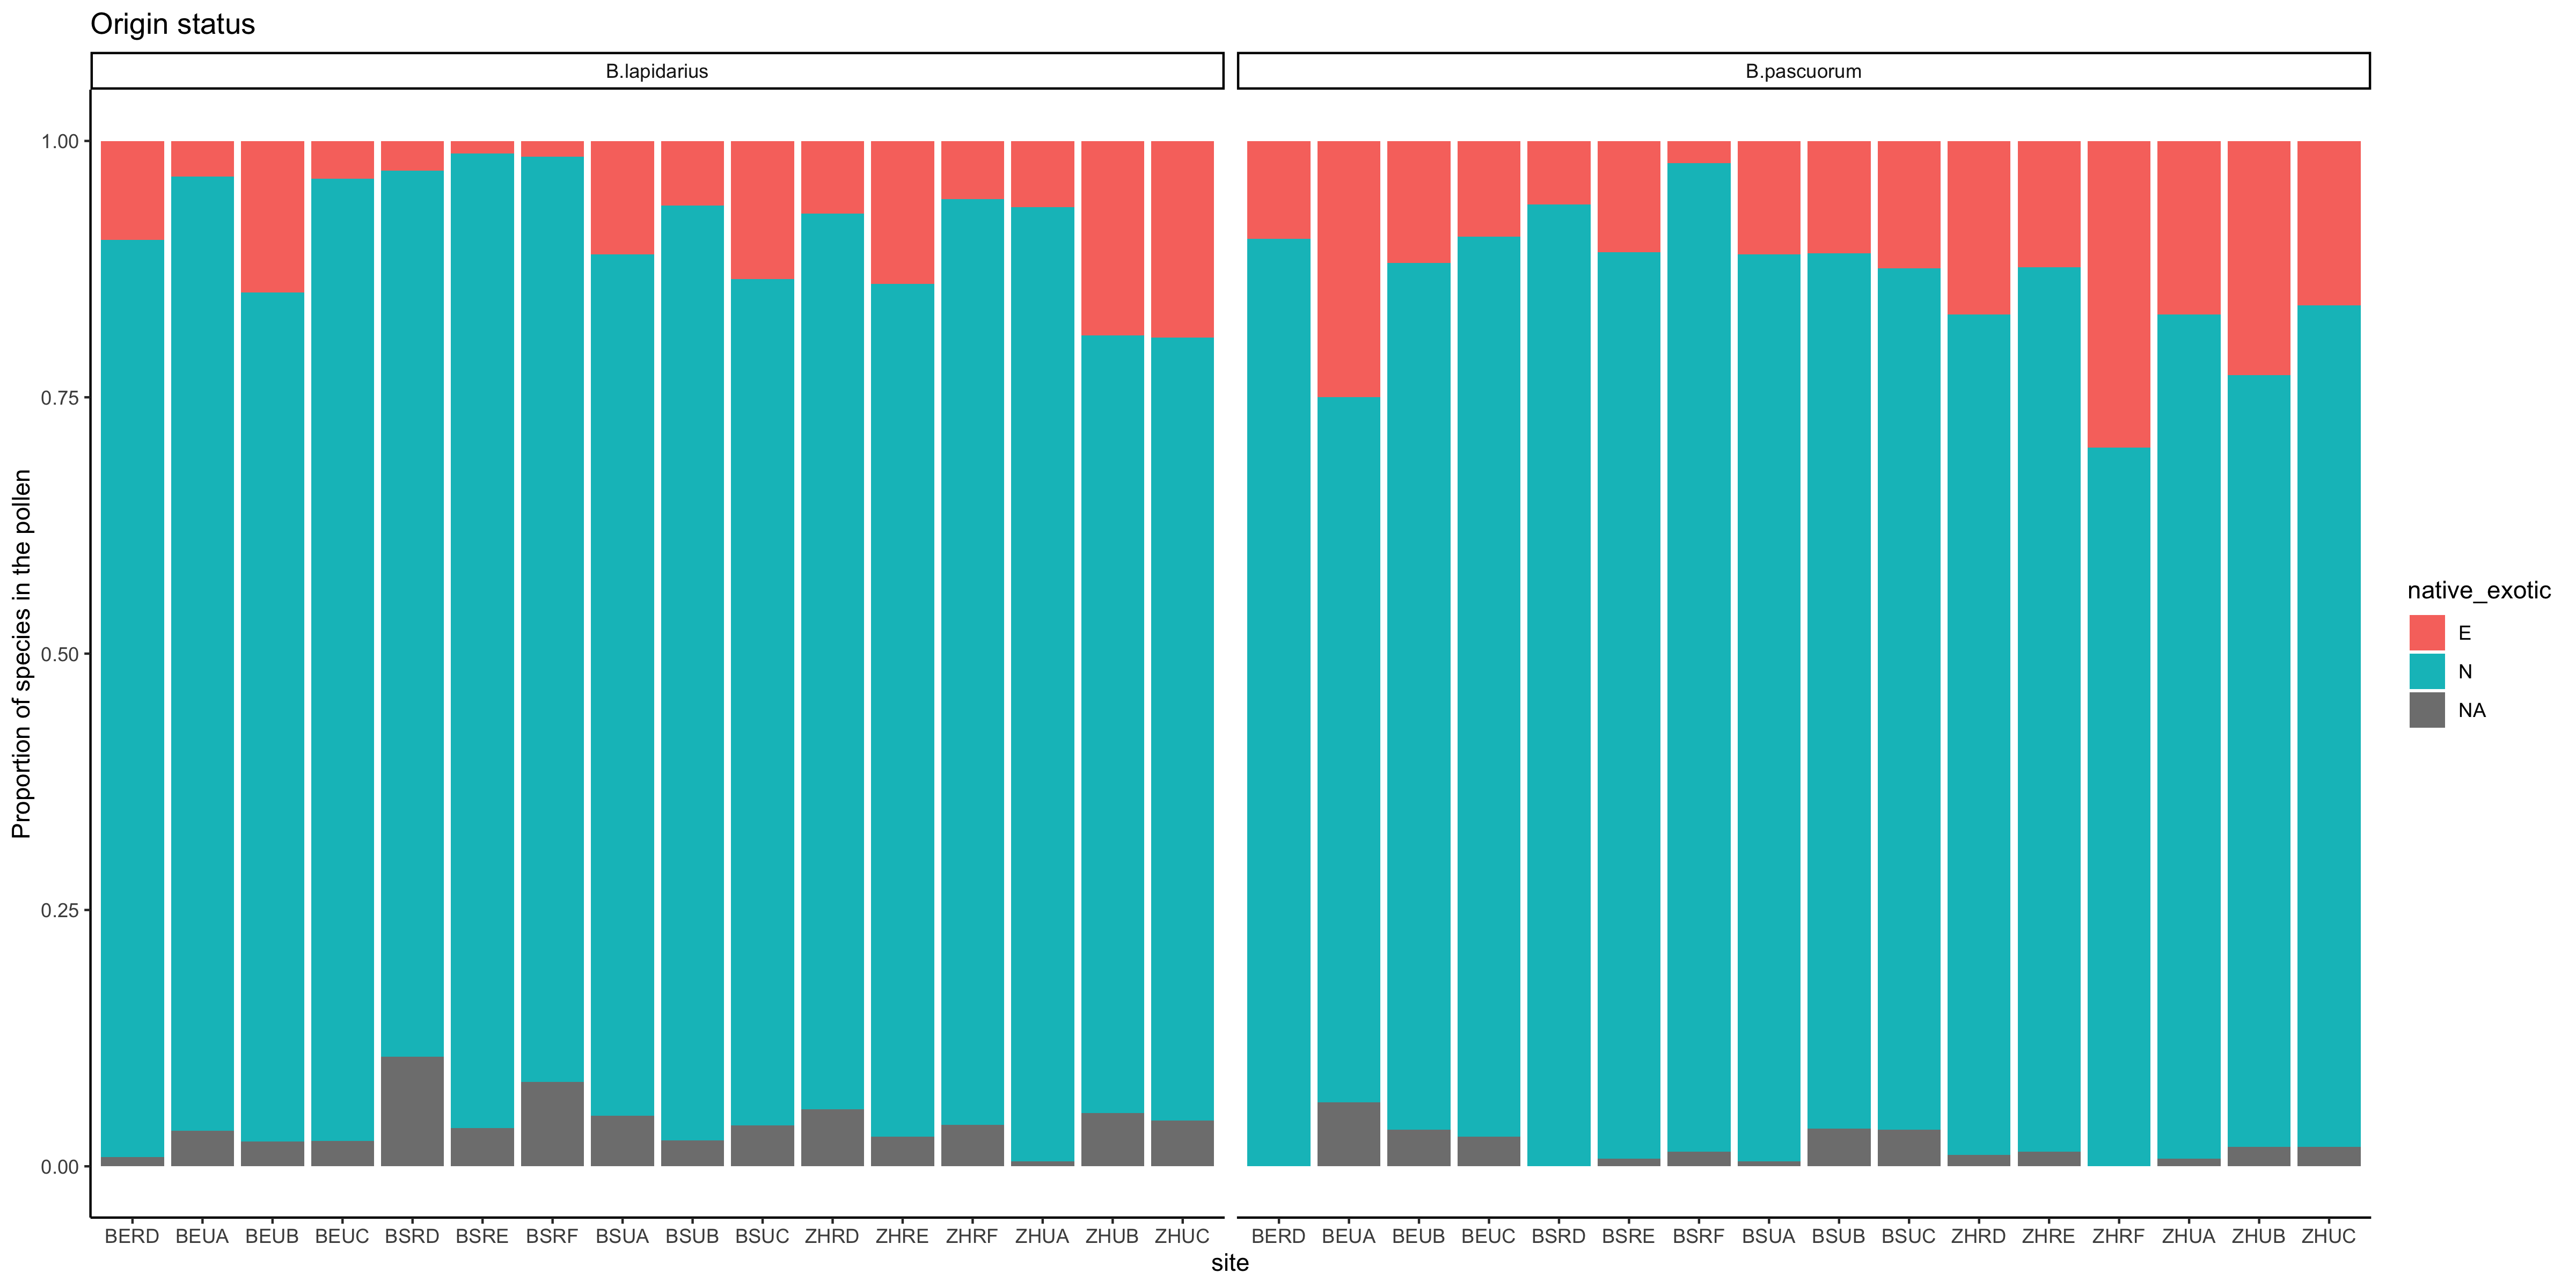 Origin status
B.lapidarius
B.pascuorum
Proportion of species in the pollen
1.00
0.75
0.50
0.25
0.00
BERD BEUA BEUB BEUC BSRD BSRE BSRF BSUA BSUB BSUC ZHRD ZHRE ZHRF ZHUA ZHUB ZHUC
BERD BEUA BEUB BEUC BSRD BSRE BSRF BSUA BSUB BSUC ZHRD ZHRE ZHRF ZHUA ZHUB ZHUC
site
native_exotic
E
N
NA